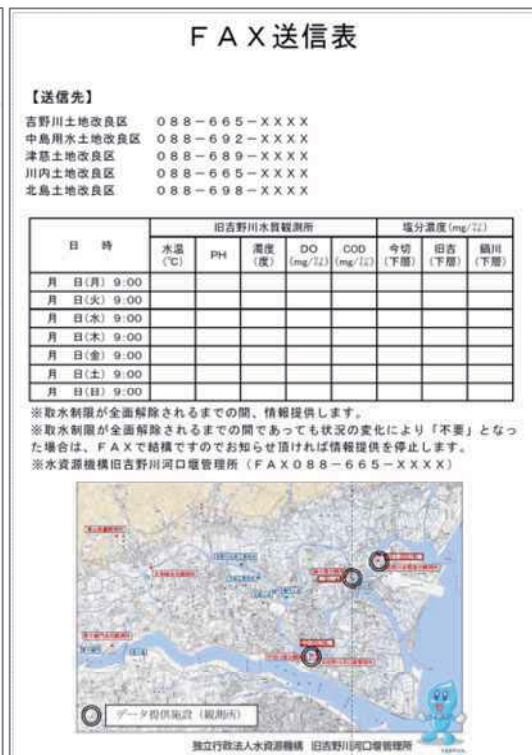 FAX送信表
【送信先】
吉野川土地改良区 088-665-XXXX
中島用水土地改良区 088-692-XXXX
津慈土地改良区 088-689-XXXX
川内土地改良区 088-665-XXXX
北島土地改良区 088-698-XXXX
日 時 旧吉野川水質観測所 塩分濃度(mg/㍑)
水温(℃) PH 濁度(度) DO(mg/㍑) COD(mg/㍑) 今切(下層) 旧吉(下層) 鍋川(下層)
月 日(月) 9:00
月 日(火) 9:00
月 日(水) 9:00
月 日(木) 9:00
月 日(金) 9:00
月 日(土) 9:00
月 日(日) 9:00
※取水制限が全面解除されるまでの間、情報提供します。
※取水制限が全面解除されるまでの間であっても状況の変化により「不要」となっ
た場合は、FAXで結構ですのでお知らせ頂ければ情報提供を停止します。
※水資源機構旧吉野川河口堰管理所(FAX088-665-XXXX)
データ提供施設(観測所)
独立行政法人水資源機構 旧吉野川河口堰管理所